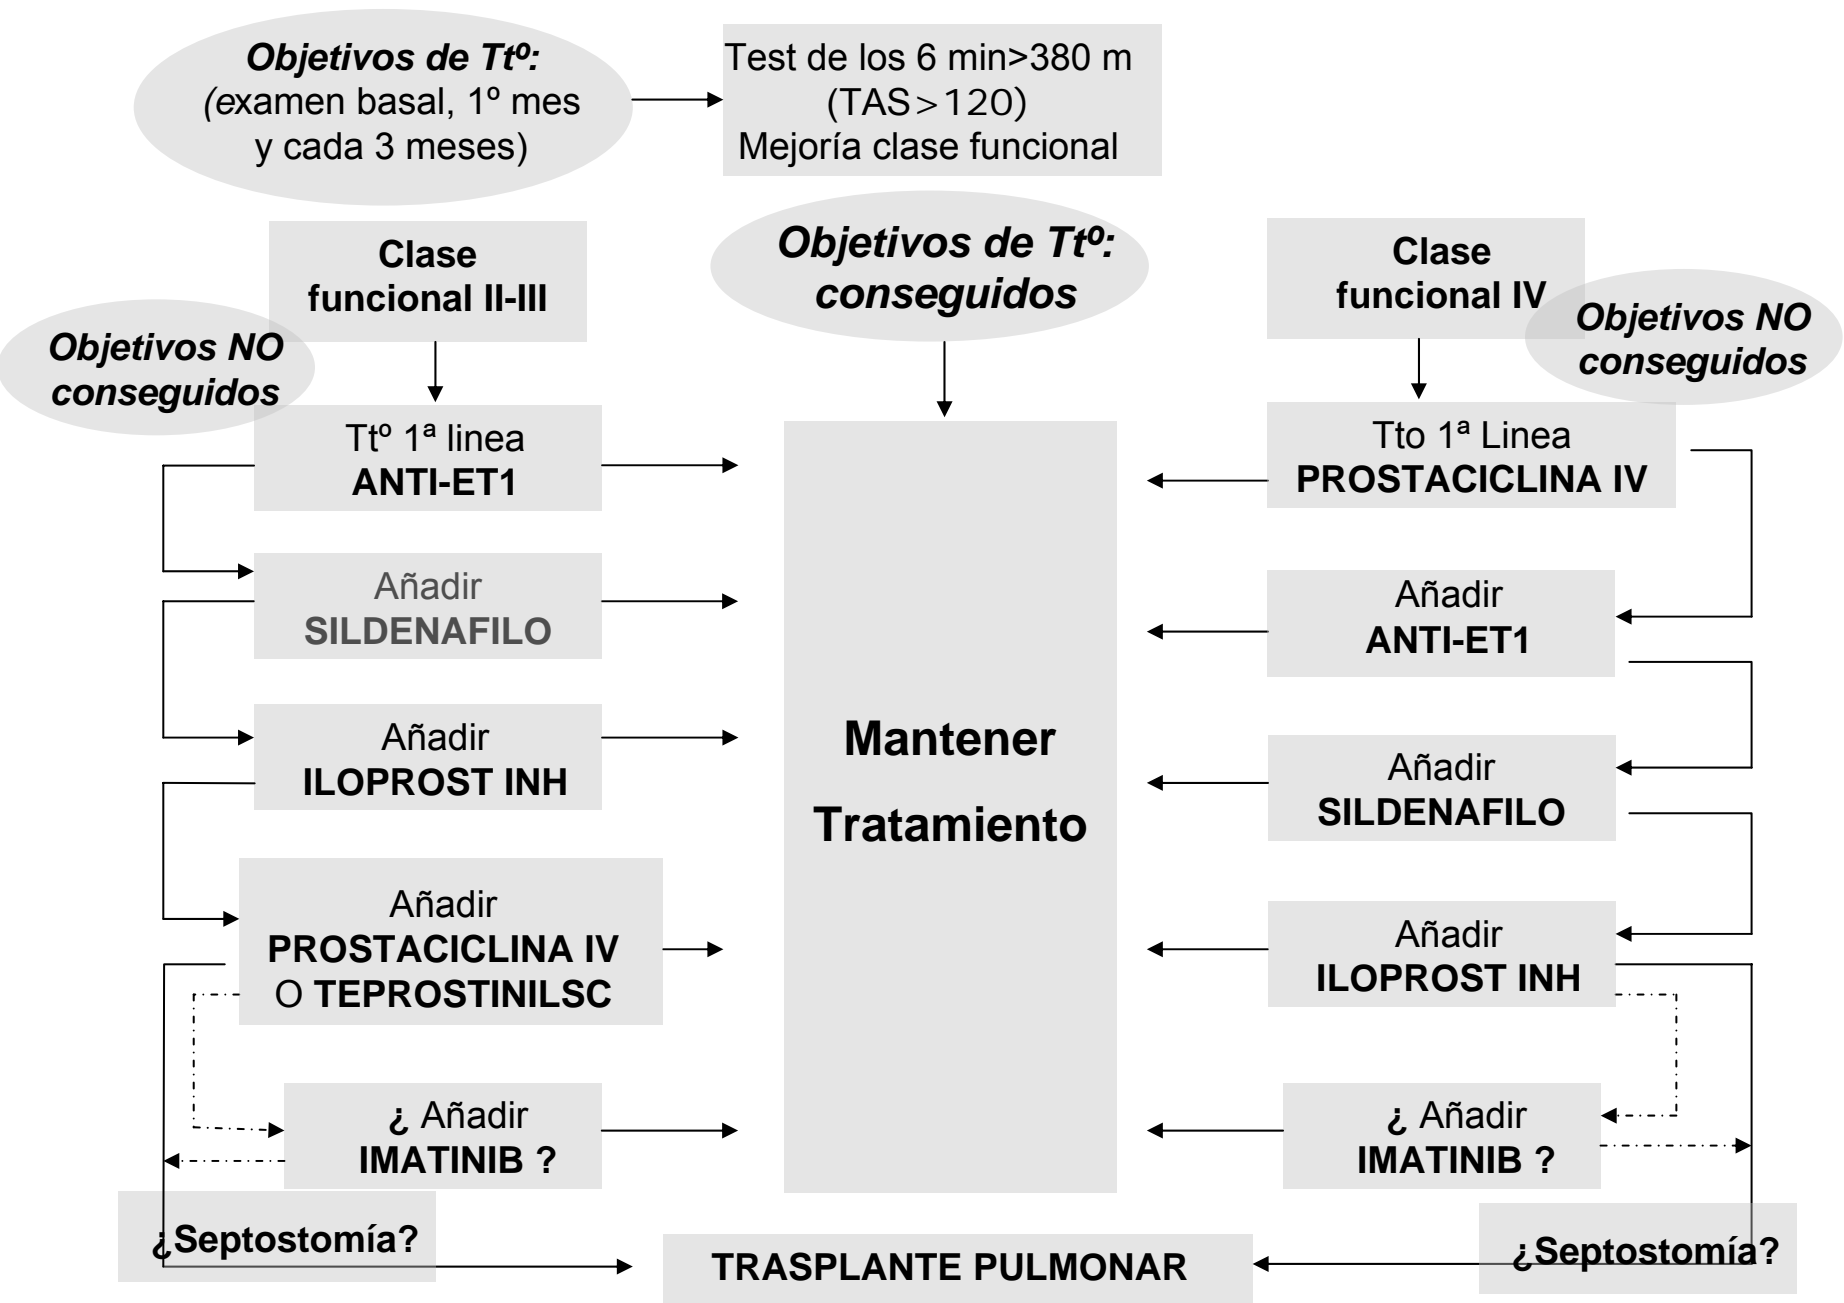 Objetivos de Ttº:
(examen basal, 1º mes
y cada 3 meses)
Test de los 6 min>380 m
(TAS>120)
Mejoría clase funcional
Clase
funcional II-III
Objetivos de Ttº:
conseguidos
Clase
funcional IV
Objetivos NO
conseguidos
Objetivos NO
conseguidos
Ttº 1ª linea
ANTI-ET1
Añadir
SILDENAFILO
Añadir
ILOPROST INH
Añadir
PROSTACICLINA IV
O TEPROSTINILSC
¿ Añadir
IMATINIB ?
¿Septostomía?
Mantener
Tratamiento
Tto 1ª Linea
PROSTACICLINA IV
Añadir
ANTI-ET1
Añadir
SILDENAFILO
Añadir
ILOPROST INH
¿ Añadir
IMATINIB ?
¿Septostomía?
TRASPLANTE PULMONAR